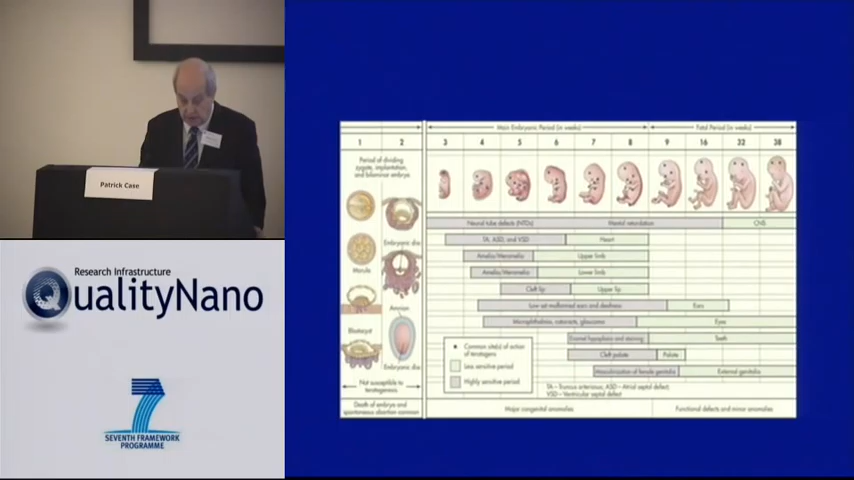 Patrick Case
Research Infrastructure
QualityNano
7
SEVENTH FRAMEWORK
PROGRAMME
Main Embryonic Period (in weeks)
Fetal Period (in weeks)
1 2 3 4 5 6 7 8 9 16 32 38
Period of dividing
zygote, implantation,
and bilaminar embryo
Embryonic disc
Morula
Amnion
Blastocyst
Embryonic disc
Not susceptible to
teratogenesis
Death of embryo and
spontaneous abortion common
Neural tube defects (NTDs)
Mental retardation
CNS
TA, ASD, and VSD
Heart
Amelia/Meromelia
Upper limb
Amelia/Meromelia
Lower limb
Cleft lip
Upper lip
Low-set malformed ears and deafness
Ears
Microphthalmia, cataracts, glaucoma
Eyes
Enamel hypoplasia and staining
Teeth
Cleft palate
Palate
Masculinization of female genitalia
External genitalia
Common site(s) of action
of teratogens
Less sensitive period
Highly sensitive period
TA—Truncus arteriosus; ASD—Atrial septal defect;
VSD—Ventricular septal defect
Major congenital anomalies
Functional defects and minor anomalies